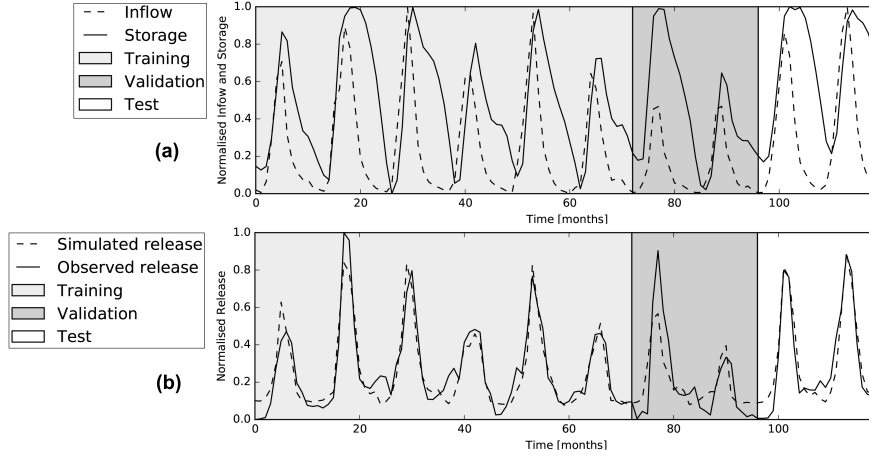 Inflow
Storage
Training
Validation
Test
(a)
Normalised Infow and Storage
1.0
0.8
0.6
0.4
0.2
0.0
0 20 40 60 80 100
Time [months]
Simulated release
Observed release
Training
Validation
Test
(b)
Normalised Release
1.0
0.8
0.6
0.4
0.2
0.0
0 20 40 60 80 100
Time [months]